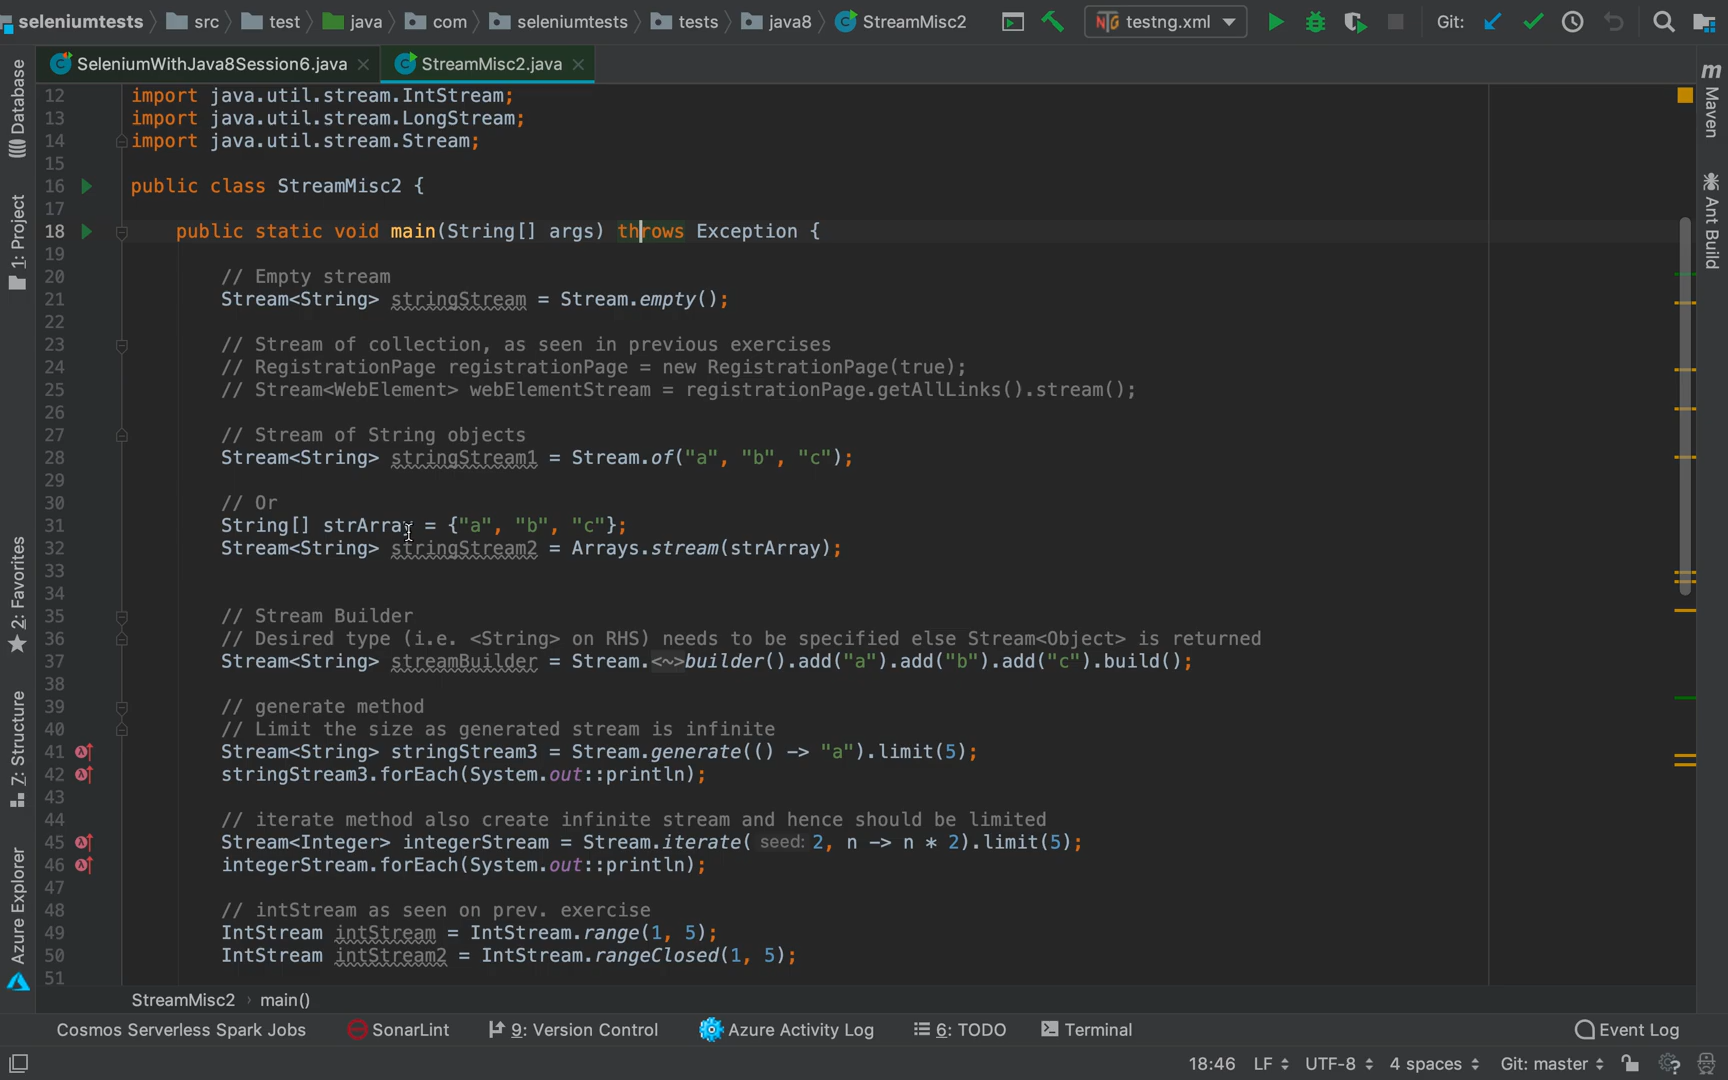 seleniumtests src test java com seleniumtests tests java8 StreamMisc2 testng.xml Git:
SeleniumWithJava8Session6.java StreamMisc2.java
Database
1: Project
2: Favorites
7: Structure
Azure Explorer
12 import java.util.stream.IntStream;
13 import java.util.stream.LongStream;
14 import java.util.stream.Stream;
15
16 public class StreamMisc2 {
17
18 public static void main(String[] args) throws Exception {
19
20 // Empty stream
21 Stream<String> stringStream = Stream.empty();
22
23 // Stream of collection, as seen in previous exercises
24 // RegistrationPage registrationPage = new RegistrationPage(true);
25 // Stream<WebElement> webElementStream = registrationPage.getAllLinks().stream();
26
27 // Stream of String objects
28 Stream<String> stringStream1 = Stream.of("a", "b", "c");
29
30 // Or
31 String[] strArray = {"a", "b", "c"};
32 Stream<String> stringStream2 = Arrays.stream(strArray);
33
34
35 // Stream Builder
36 // Desired type (i.e. <String> on RHS) needs to be specified else Stream<Object> is returned
37 Stream<String> streamBuilder = Stream.<~>builder().add("a").add("b").add("c").build();
38
39 // generate method
40 // Limit the size as generated stream is infinite
41 Stream<String> stringStream3 = Stream.generate(() -> "a").limit(5);
42 stringStream3.forEach(System.out::println);
43
44 // iterate method also create infinite stream and hence should be limited
45 Stream<Integer> integerStream = Stream.iterate( seed: 2, n -> n * 2).limit(5);
46 integerStream.forEach(System.out::println);
47
48 // intStream as seen on prev. exercise
49 IntStream intStream = IntStream.range(1, 5);
50 IntStream intStream2 = IntStream.rangeClosed(1, 5);
51
m Maven
Ant Build
StreamMisc2 › main()
Cosmos Serverless Spark Jobs SonarLint 9: Version Control Azure Activity Log 6: TODO Terminal Event Log
18:46 LF UTF-8 4 spaces Git: master